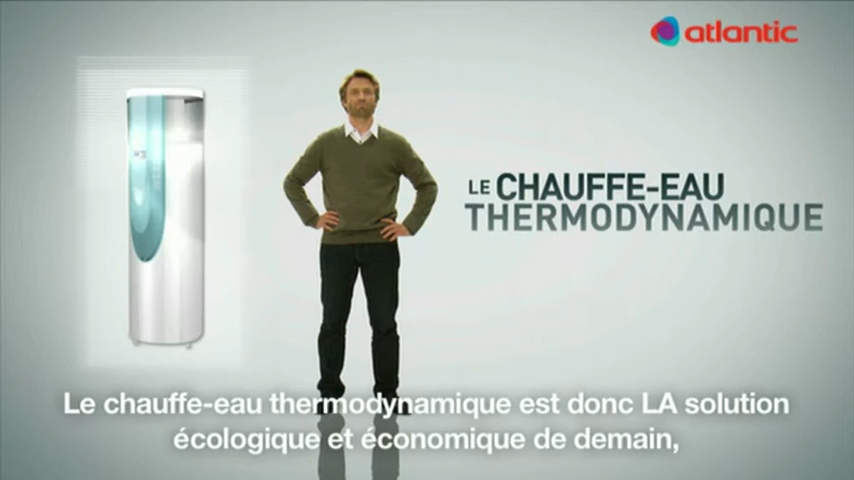 atlantic
LE CHAUFFE-EAU
THERMODYNAMIQUE
Le chauffe-eau thermodynamique est donc LA solution
écologique et économique de demain,